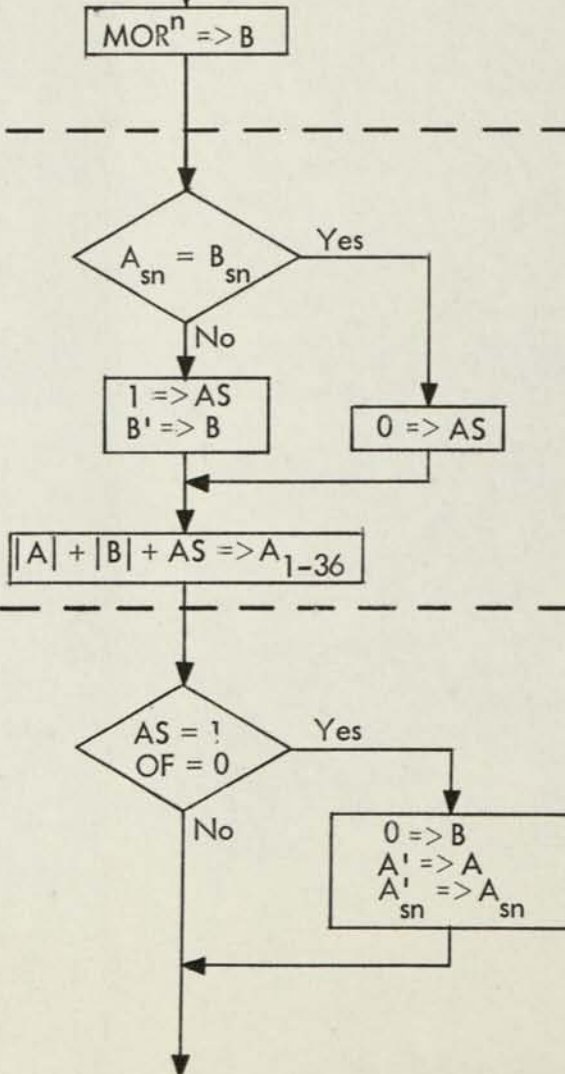 MORⁿ => B
A_sn = B_sn
Yes
No
1 => AS
B' => B
0 => AS
|A| + |B| + AS => A_1-36
AS = 1
OF = 0
Yes
No
0 => B
A' => A
A'_sn => A_sn